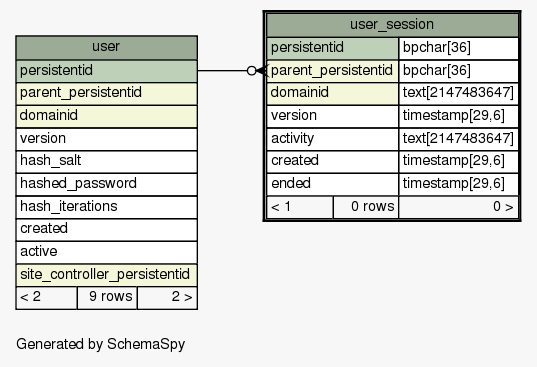 user
persistentid
parent_persistentid
domainid
version
hash_salt
hashed_password
hash_iterations
created
active
site_controller_persistentid
< 2 9 rows 2 >
user_session
persistentid bpchar[36]
parent_persistentid bpchar[36]
domainid text[2147483647]
version timestamp[29,6]
activity text[2147483647]
created timestamp[29,6]
ended timestamp[29,6]
< 1 0 rows 0 >
Generated by SchemaSpy